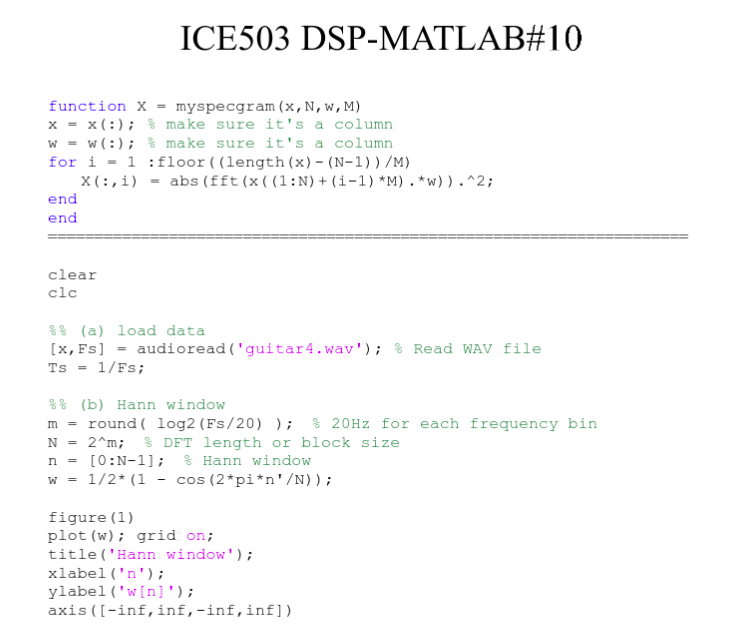 ICE503 DSP-MATLAB#10
function X = myspecgram(x,N,w,M)
x = x(:); % make sure it's a column
w = w(:); % make sure it's a column
for i = 1 :floor((length(x)-(N-1))/M)
    X(:,i) = abs(fft(x((1:N)+(i-1)*M).*w)).^2;
end
end
=====================================================================
clear
clc
%% (a) load data
[x,Fs] = audioread('guitar4.wav'); % Read WAV file
Ts = 1/Fs;
%% (b) Hann window
m = round( log2(Fs/20) );  % 20Hz for each frequency bin
N = 2^m;  % DFT length or block size
n = [0:N-1];  % Hann window
w = 1/2*(1 - cos(2*pi*n'/N));
figure(1)
plot(w); grid on;
title('Hann window');
xlabel('n');
ylabel('w[n]');
axis([-inf,inf,-inf,inf])